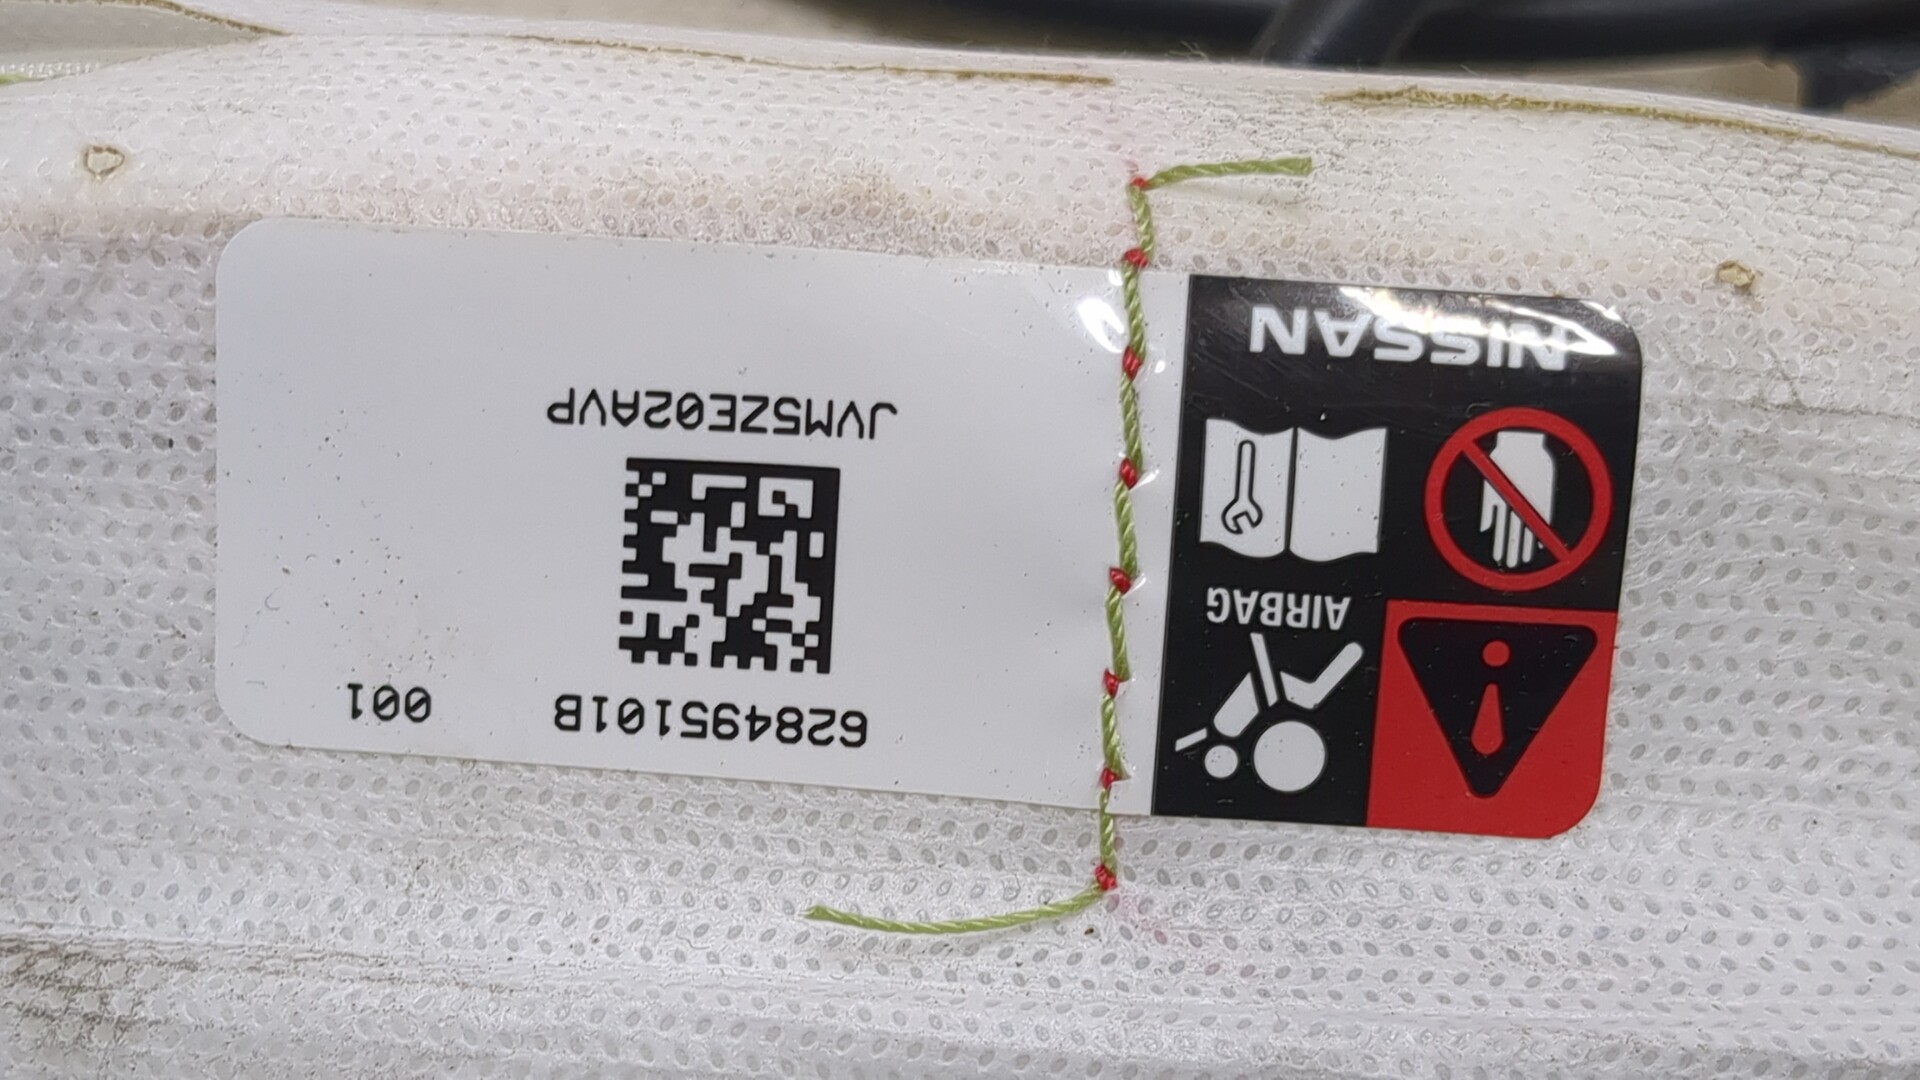 AIRBAG
NISSAN
628495101B 001
JVM5ZE02AVP